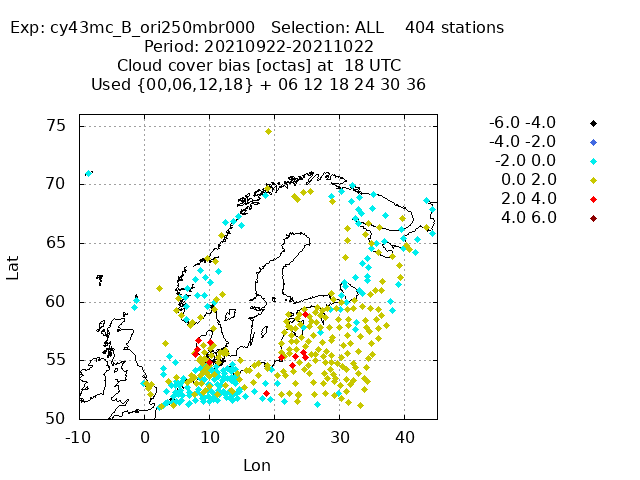 Exp: cy43mc_B_ori250mbr000   Selection: ALL    404 stations
Period: 20210922-20211022
Cloud cover bias [octas] at  18 UTC
Used {00,06,12,18} + 06 12 18 24 30 36
75
70
65
60
55
50
Lat
-10 0 10 20 30 40
Lon
-6.0 -4.0
-4.0 -2.0
-2.0 0.0
0.0 2.0
2.0 4.0
4.0 6.0